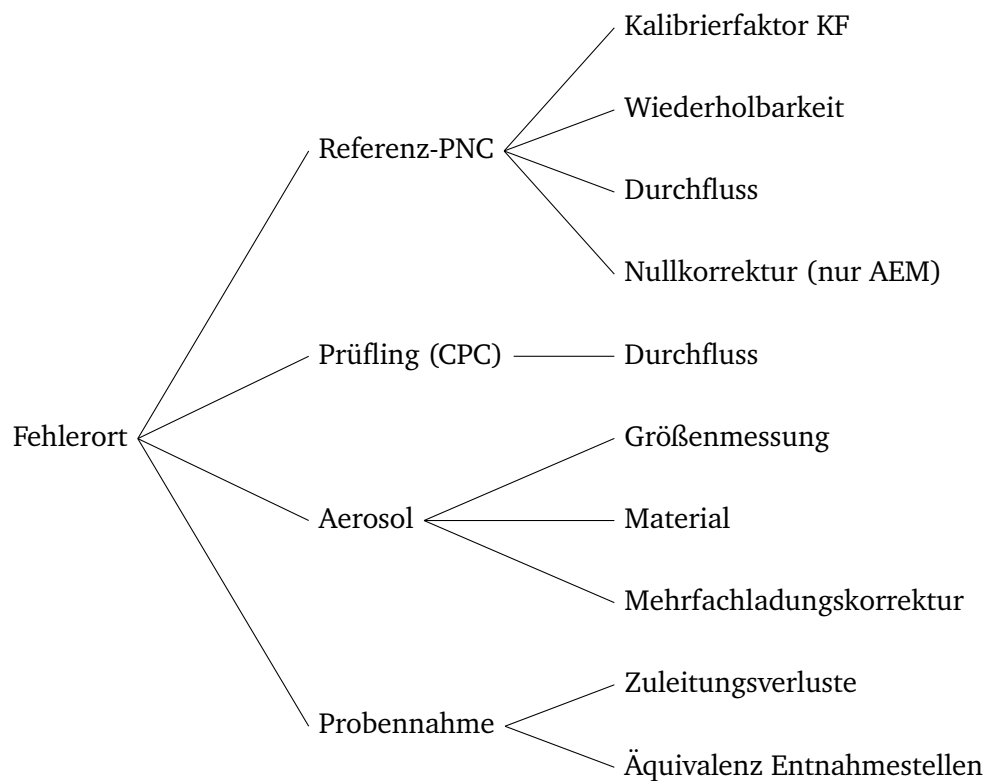 Kalibrierfaktor KF
Wiederholbarkeit
Referenz-PNC
Durchfluss
Nullkorrektur (nur AEM)
Prüfling (CPC)
Durchfluss
Fehlerort
Größenmessung
Aerosol
Material
Mehrfachladungskorrektur
Zuleitungsverluste
Probennahme
Äquivalenz Entnahmestellen